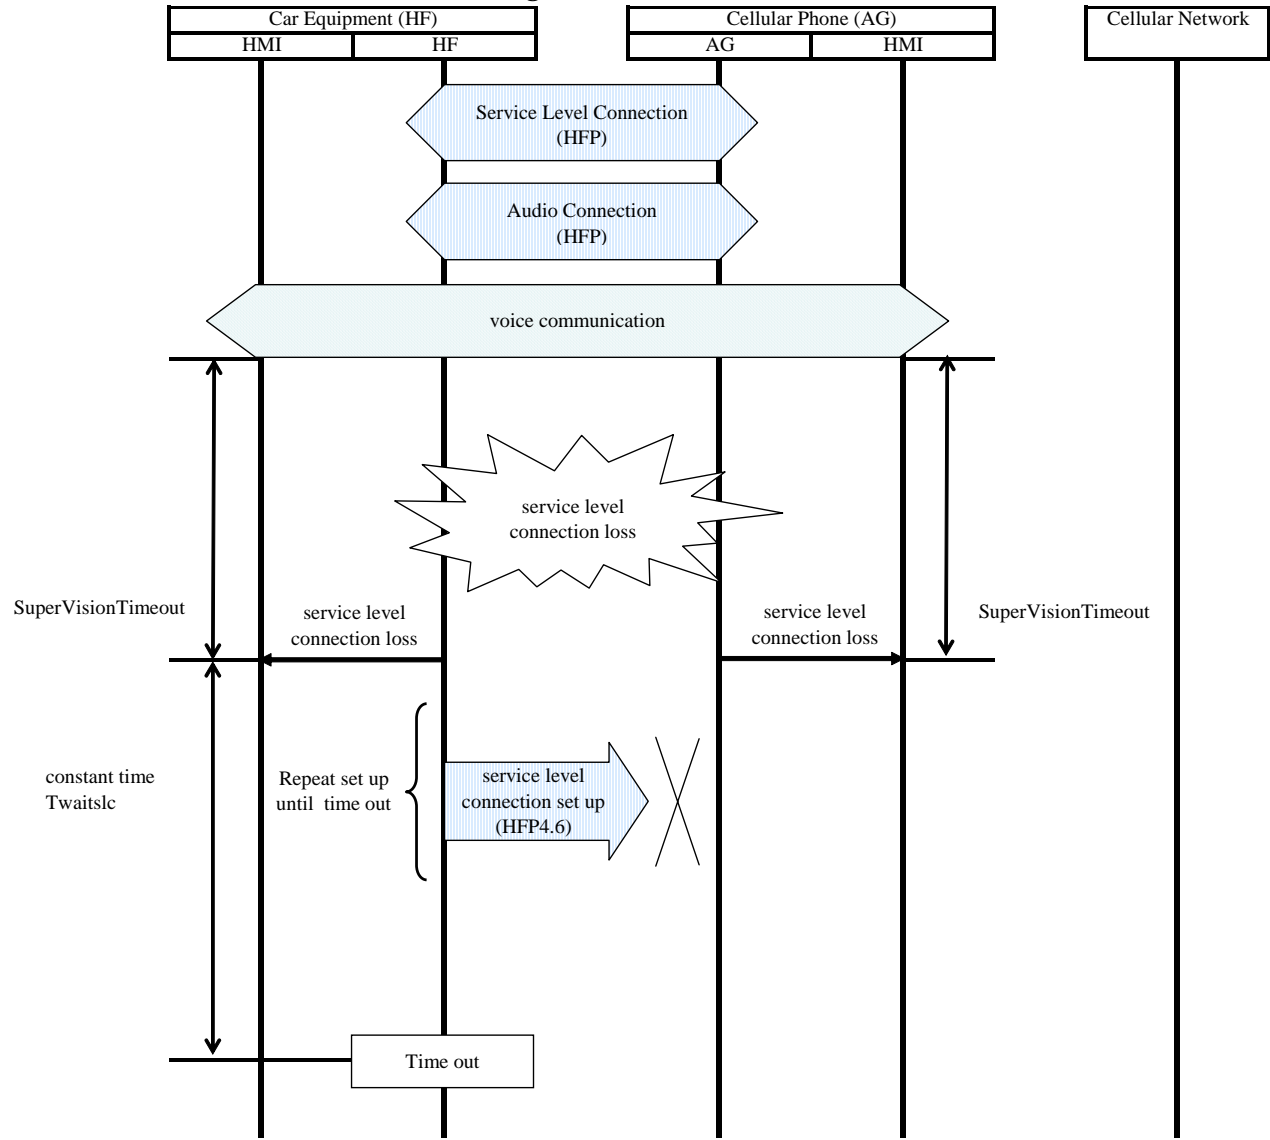 Car Equipment (HF)
Cellular Phone (AG)
Cellular Network
HMI
HF
AG
HMI
Service Level Connection
(HFP)
Audio Connection
(HFP)
voice communication
service level
connection loss
SuperVisionTimeout
service level
connection loss
service level
connection loss
SuperVisionTimeout
constant time
Twaitslc
Repeat set up
until time out
service level
connection set up
(HFP4.6)
Time out